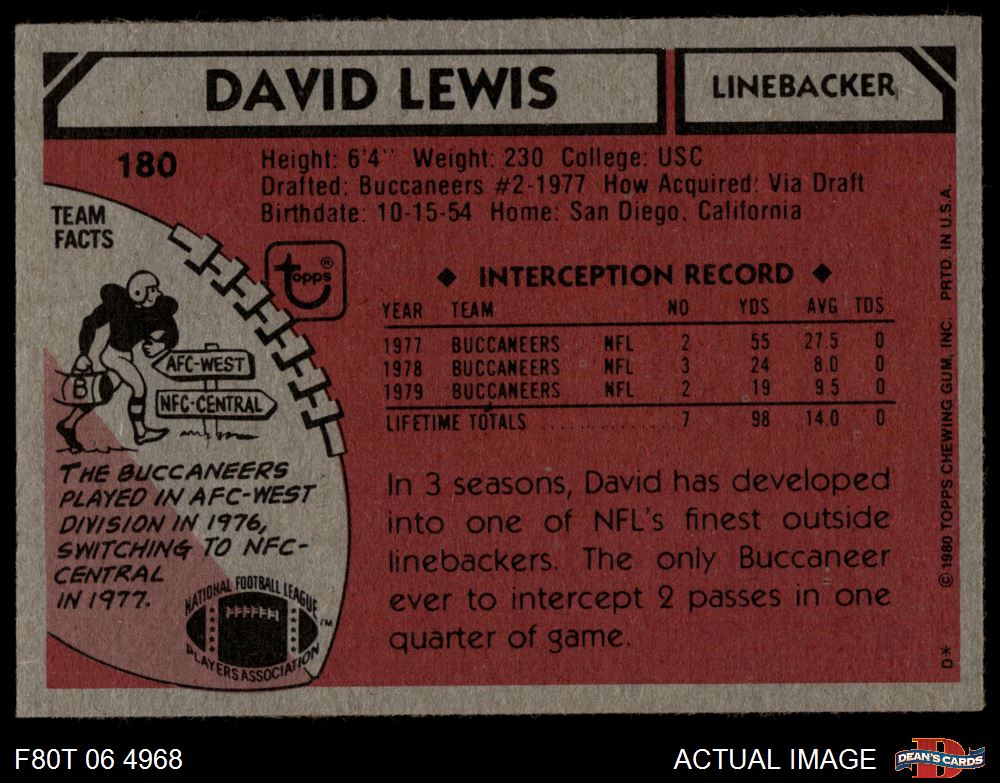 DAVID LEWIS
LINEBACKER
180
Height: 6'4" Weight: 230 College: USC
Drafted: Buccaneers #2-1977 How Acquired: Via Draft
Birthdate: 10-15-54 Home: San Diego, California
TEAM
FACTS
topps®
AFC-WEST
NFC-CENTRAL
B
THE BUCCANEERS
PLAYED IN AFC-WEST
DIVISION IN 1976,
SWITCHING TO NFC-
CENTRAL
IN 1977.
NATIONAL FOOTBALL LEAGUE
PLAYERS ASSOCIATION
TM
◆ INTERCEPTION RECORD ◆
YEAR TEAM NO YDS AVG TDS
1977 BUCCANEERS NFL 2 55 27.5 0
1978 BUCCANEERS NFL 3 24 8.0 0
1979 BUCCANEERS NFL 2 19 9.5 0
LIFETIME TOTALS .............. 7 98 14.0 0
In 3 seasons, David has developed
into one of NFL's finest outside
linebackers. The only Buccaneer
ever to intercept 2 passes in one
quarter of game.
D* © 1980 TOPPS CHEWING GUM, INC. PRTD. IN U.S.A.
F80T 06 4968
ACTUAL IMAGE
D
DEAN'S CARDS